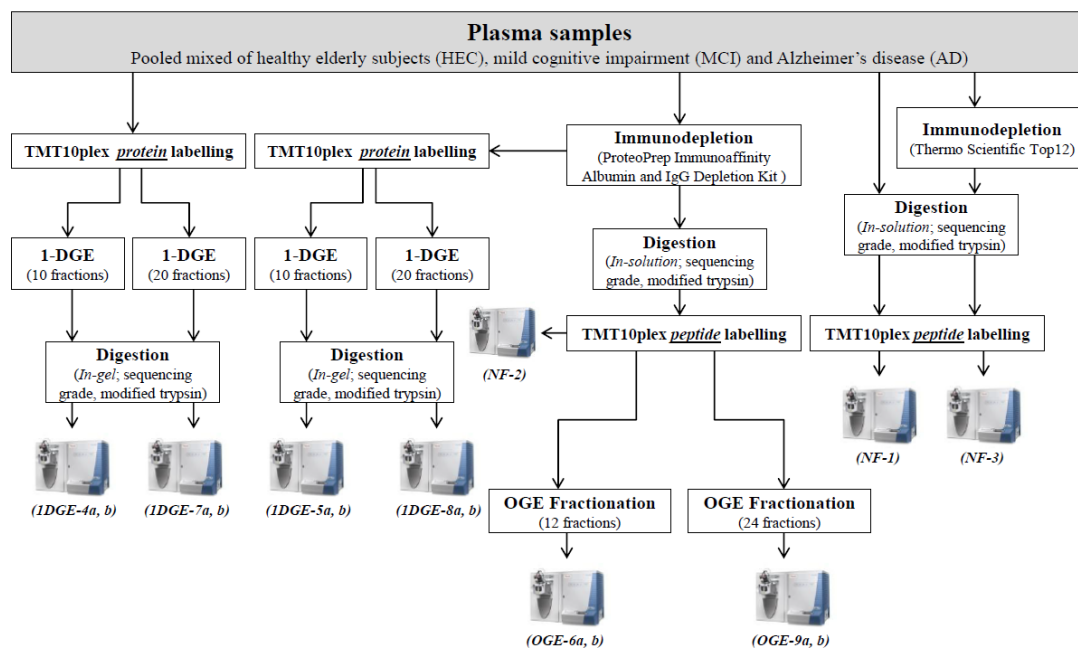 Plasma samples
Pooled mixed of healthy elderly subjects (HEC), mild cognitive impairment (MCI) and Alzheimer's disease (AD)
TMT10plex protein labelling
1-DGE
(10 fractions)
1-DGE
(20 fractions)
Digestion
(In-gel; sequencing
grade, modified trypsin)
(1DGE-4a, b)
(1DGE-7a, b)
TMT10plex protein labelling
1-DGE
(10 fractions)
1-DGE
(20 fractions)
Digestion
(In-gel; sequencing
grade, modified trypsin)
(1DGE-5a, b)
(1DGE-8a, b)
Immunodepletion
(ProteoPrep Immunoaffinity
Albumin and IgG Depletion Kit )
Digestion
(In-solution; sequencing
grade, modified trypsin)
TMT10plex peptide labelling
(NF-2)
OGE Fractionation
(12 fractions)
OGE Fractionation
(24 fractions)
(OGE-6a, b)
(OGE-9a, b)
Immunodepletion
(Thermo Scientific Top12)
Digestion
(In-solution; sequencing
grade, modified trypsin)
TMT10plex peptide labelling
(NF-1)
(NF-3)